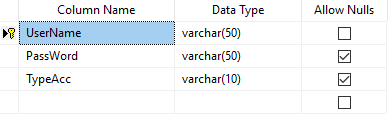 Column Name Data Type Allow Nulls
UserName varchar(50)
PassWord varchar(50)
TypeAcc varchar(10)